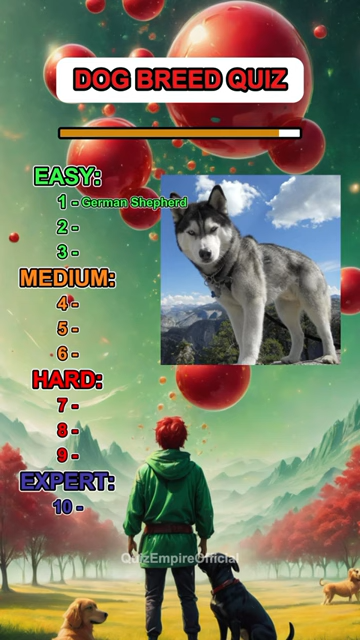 DOG BREED QUIZ
EASY:
1 - German Shepherd
2 -
3 -
MEDIUM:
4 -
5 -
6 -
HARD:
7 -
8 -
9 -
EXPERT:
10 -
QuizEmpireOfficial